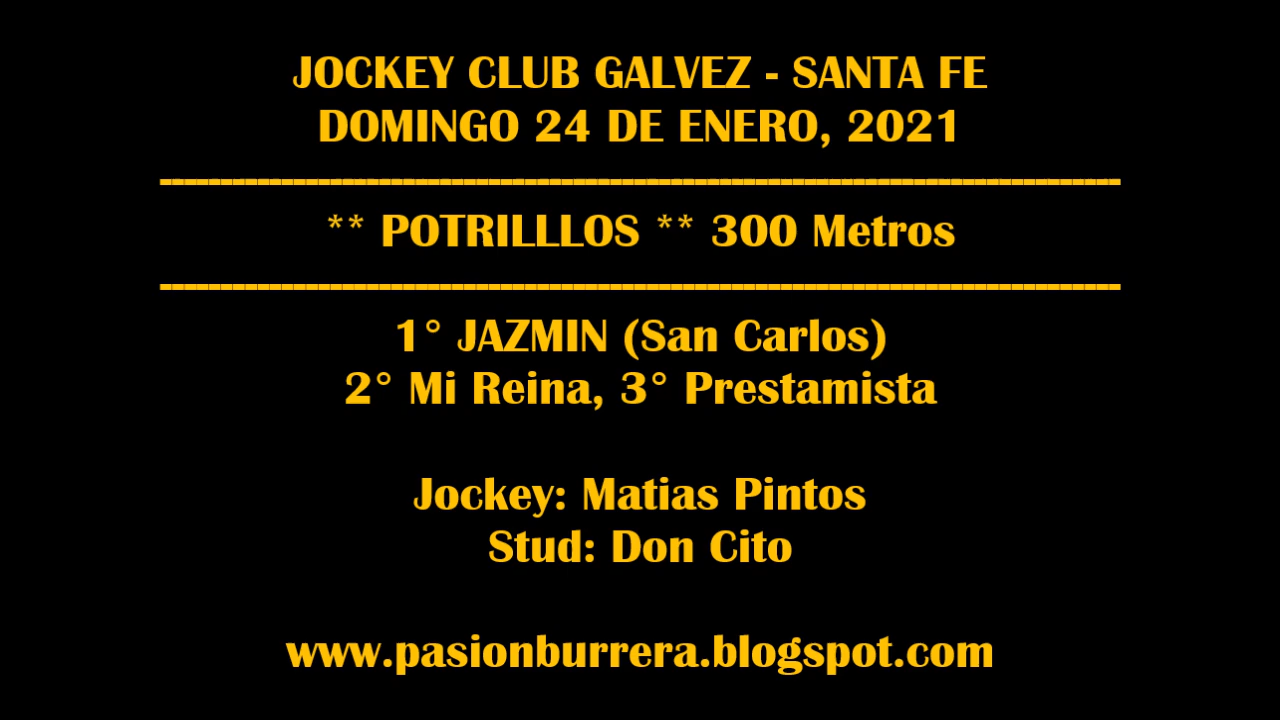 JOCKEY CLUB GALVEZ - SANTA FE
DOMINGO 24 DE ENERO, 2021
** POTRILLLOS ** 300 Metros
1° JAZMIN (San Carlos)
2° Mi Reina, 3° Prestamista
Jockey: Matias Pintos
Stud: Don Cito
www.pasionburrera.blogspot.com